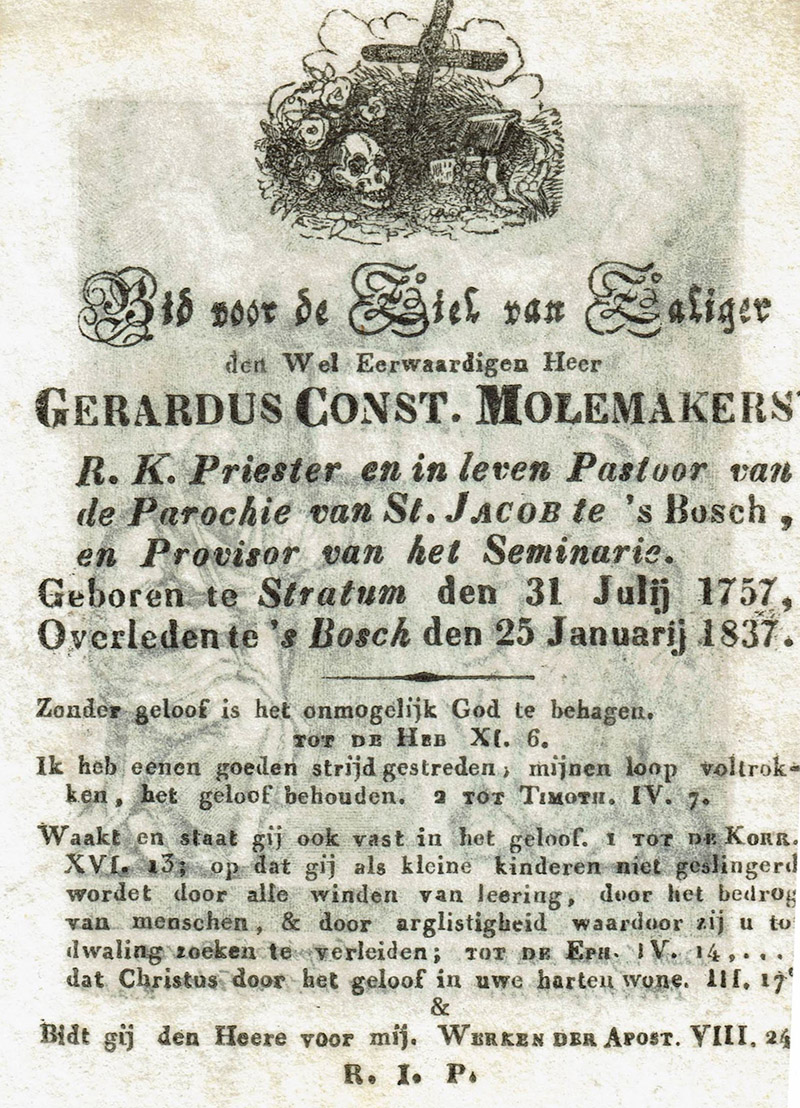 Bid voor de Ziel van Zaliger
den Wel Eerwaardigen Heer
GERARDUS CONST. MOLEMAKERS
R. K. Priester en in leven Pastoor van
de Parochie van St. JACOB te 's Bosch,
en Provisor van het Seminarie.
Geboren te Stratum den 31 Julij 1757,
Overleden te 's Bosch den 25 Januarij 1837.
Zonder geloof is het onmogelijk God te behagen.
TOT DE HEB XI. 6.
Ik heb eenen goeden strijd gestreden; mijnen loop voltrok-
ken, het geloof behouden. 2 TOT TIMOTH. IV. 7.
Waakt en staat gij ook vast in het geloof. 1 TOT DE KORR.
XVI. 13; op dat gij als kleine kinderen niet geslingerd
wordet door alle winden van leering, door het bedrog
van menschen, & door arglistigheid waardoor zij u tot
dwaling zoeken te verleiden; TOT DE EPH. IV. 14,...
dat Christus door het geloof in uwe harten wone. III. 17
&
Bidt gij den Heere voor mij. WERKEN DER APOST. VIII, 24
R. I. P.